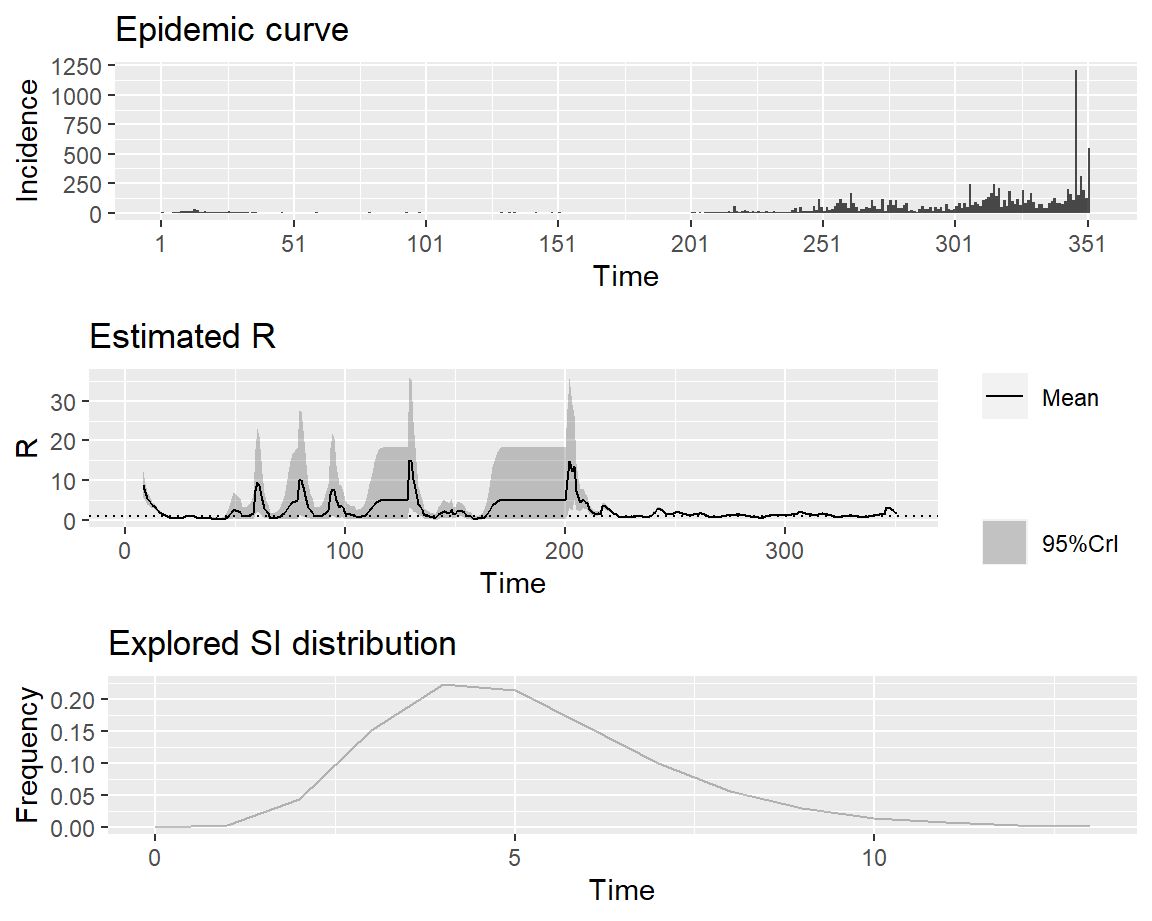 Epidemic curve
1250
1000
750
500
250
0
Incidence
1 51 101 151 201 251 301 351
Time
Estimated R
30
20
10
0
R
0 100 200 300
Time
Mean
95%CrI
Explored SI distribution
0.20
0.15
0.10
0.05
0.00
Frequency
0 5 10
Time